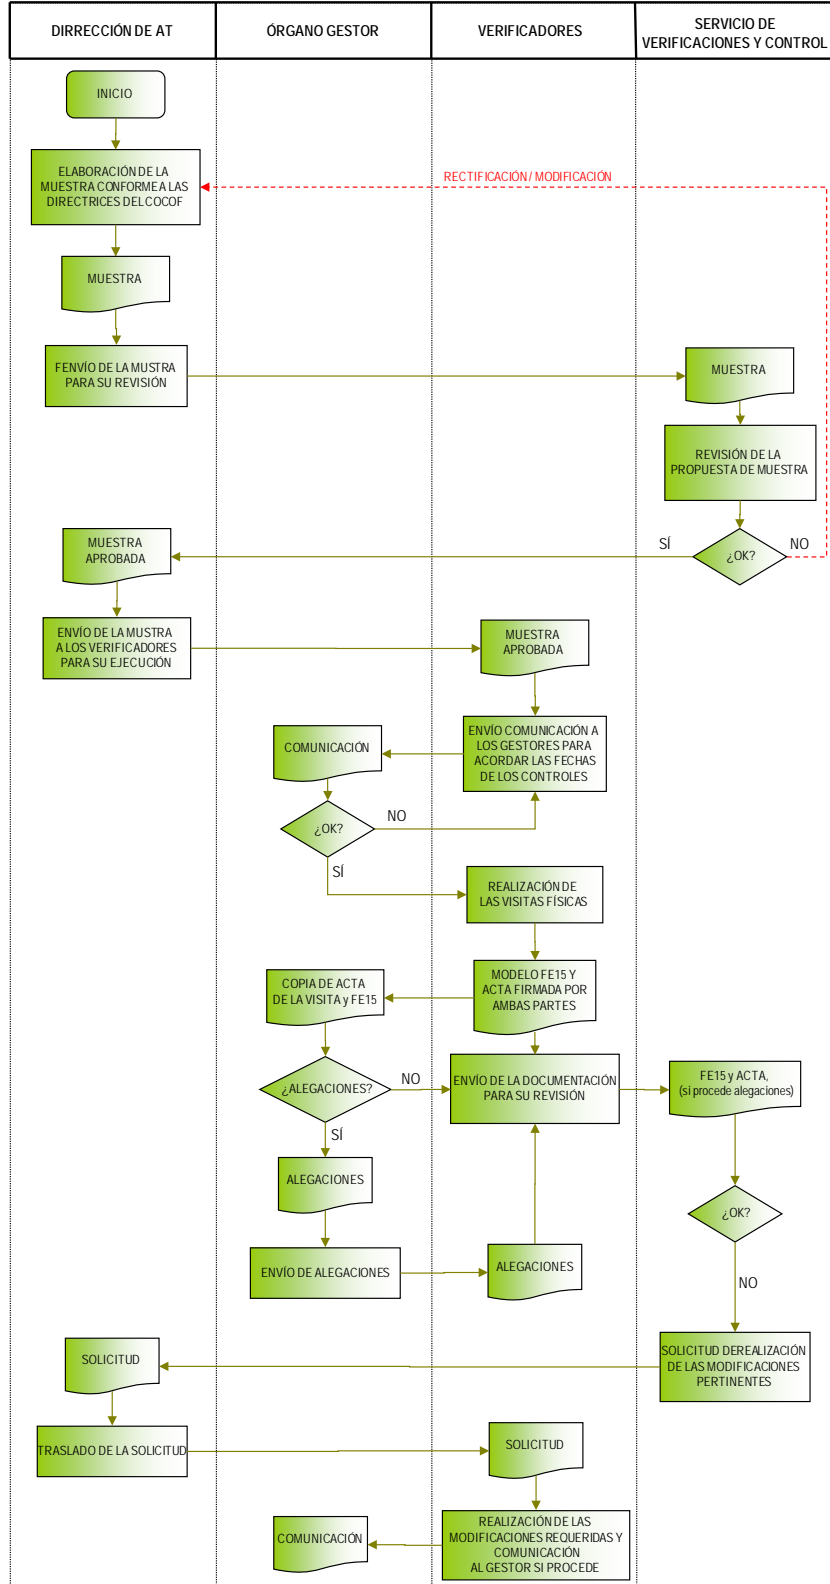 DIRRECCIÓN DE AT
ÓRGANO GESTOR
VERIFICADORES
SERVICIO DE
VERIFICACIONES Y CONTROL
INICIO
ELABORACIÓN DE LA
MUESTRA CONFORME A LAS
DIRECTRICES DEL COCOF
RECTIFICACIÓN / MODIFICACIÓN
MUESTRA
FENVÍO DE LA MUSTRA
PARA SU REVISIÓN
MUESTRA
REVISIÓN DE LA
PROPUESTA DE MUESTRA
¿OK?
SÍ
NO
MUESTRA
APROBADA
ENVÍO DE LA MUSTRA
A LOS VERIFICADORES
PARA SU EJECUCIÓN
MUESTRA
APROBADA
ENVÍO COMUNICACIÓN A
LOS GESTORES PARA
ACORDAR LAS FECHAS
DE LOS CONTROLES
COMUNICACIÓN
¿OK?
NO
SÍ
REALIZACIÓN DE
LAS VISITAS FÍSICAS
MODELO FE15 Y
ACTA FIRMADA POR
AMBAS PARTES
COPIA DE ACTA
DE LA VISITA y FE15
¿ALEGACIONES?
NO
SÍ
ENVÍO DE LA DOCUMENTACIÓN
PARA SU REVISIÓN
FE15 y ACTA,
(si procede alegaciones)
ALEGACIONES
ENVÍO DE ALEGACIONES
ALEGACIONES
¿OK?
NO
SOLICITUD DEREALIZACIÓN
DE LAS MODIFICACIONES
PERTINENTES
SOLICITUD
TRASLADO DE LA SOLICITUD
SOLICITUD
REALIZACIÓN DE LAS
MODIFICACIONES REQUERIDAS Y
COMUNICACIÓN
AL GESTOR SI PROCEDE
COMUNICACIÓN